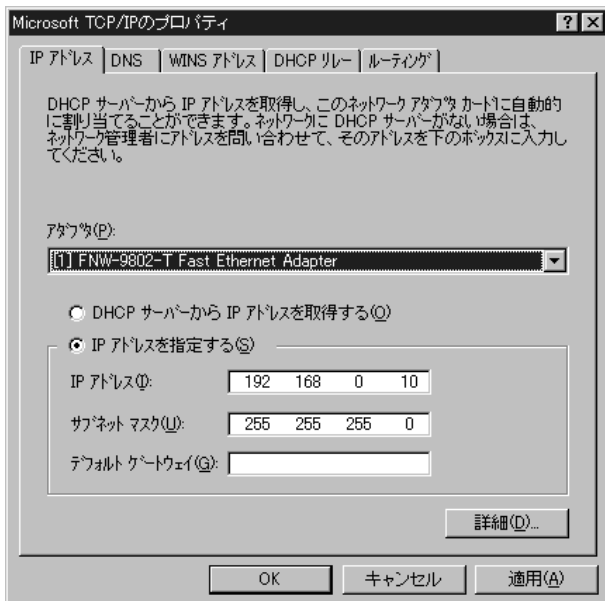 Microsoft TCP/IPのプロパティ
IP アドレス DNS WINS アドレス DHCP リレー ルーティング
DHCP サーバーから IP アドレスを取得し、このネットワーク アダプタ カードに自動的
に割り当てることができます。ネットワークに DHCP サーバーがない場合は、
ネットワーク管理者にアドレスを問い合わせて、そのアドレスを下のボックスに入力し
てください。
アダプタ(P):
[1] FNW-9802-T Fast Ethernet Adapter
DHCP サーバーから IP アドレスを取得する(O)
IP アドレスを指定する(S)
IP アドレス(I): 192 168 0 10
サブネット マスク(U): 255 255 255 0
デフォルト ゲートウェイ(G):
詳細(D)...
OK キャンセル 適用(A)